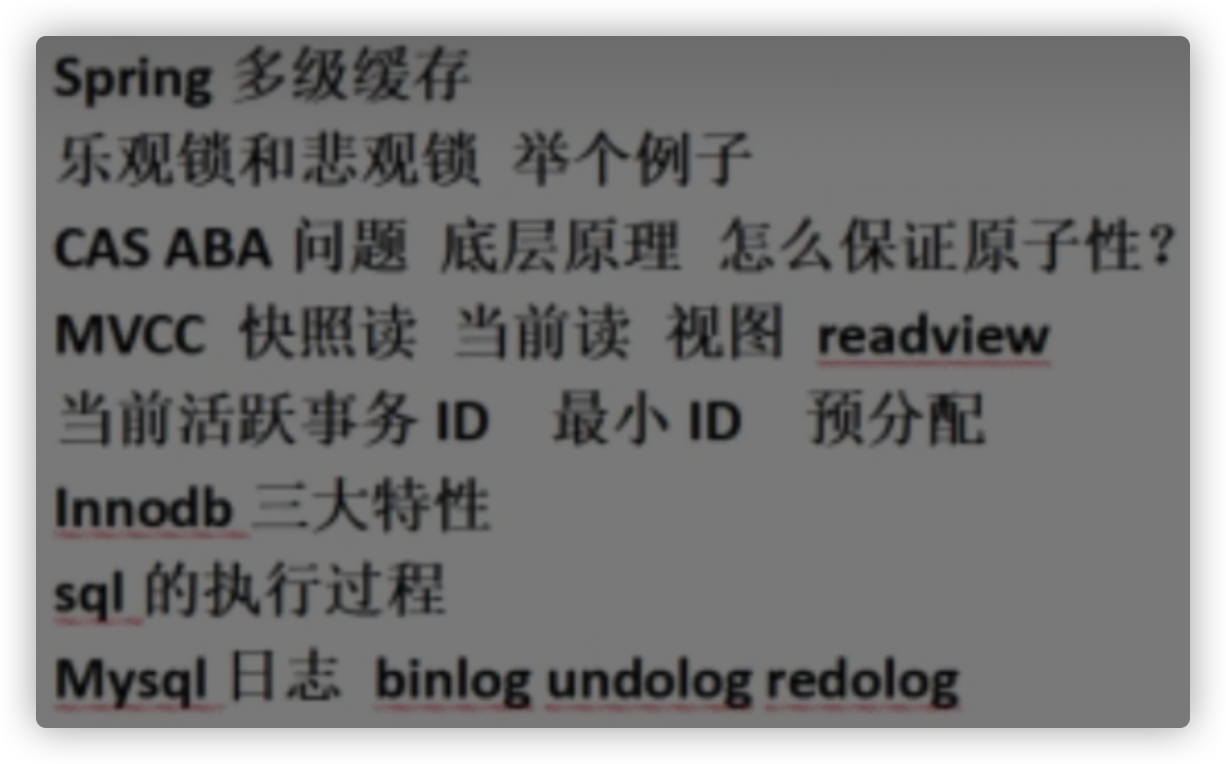 Spring 多级缓存
乐观锁和悲观锁 举个例子
CAS ABA 问题 底层原理 怎么保证原子性?
MVCC 快照读 当前读 视图 readview
当前活跃事务 ID 最小 ID 预分配
Innodb 三大特性
sql 的执行过程
Mysql 日志 binlog undolog redolog